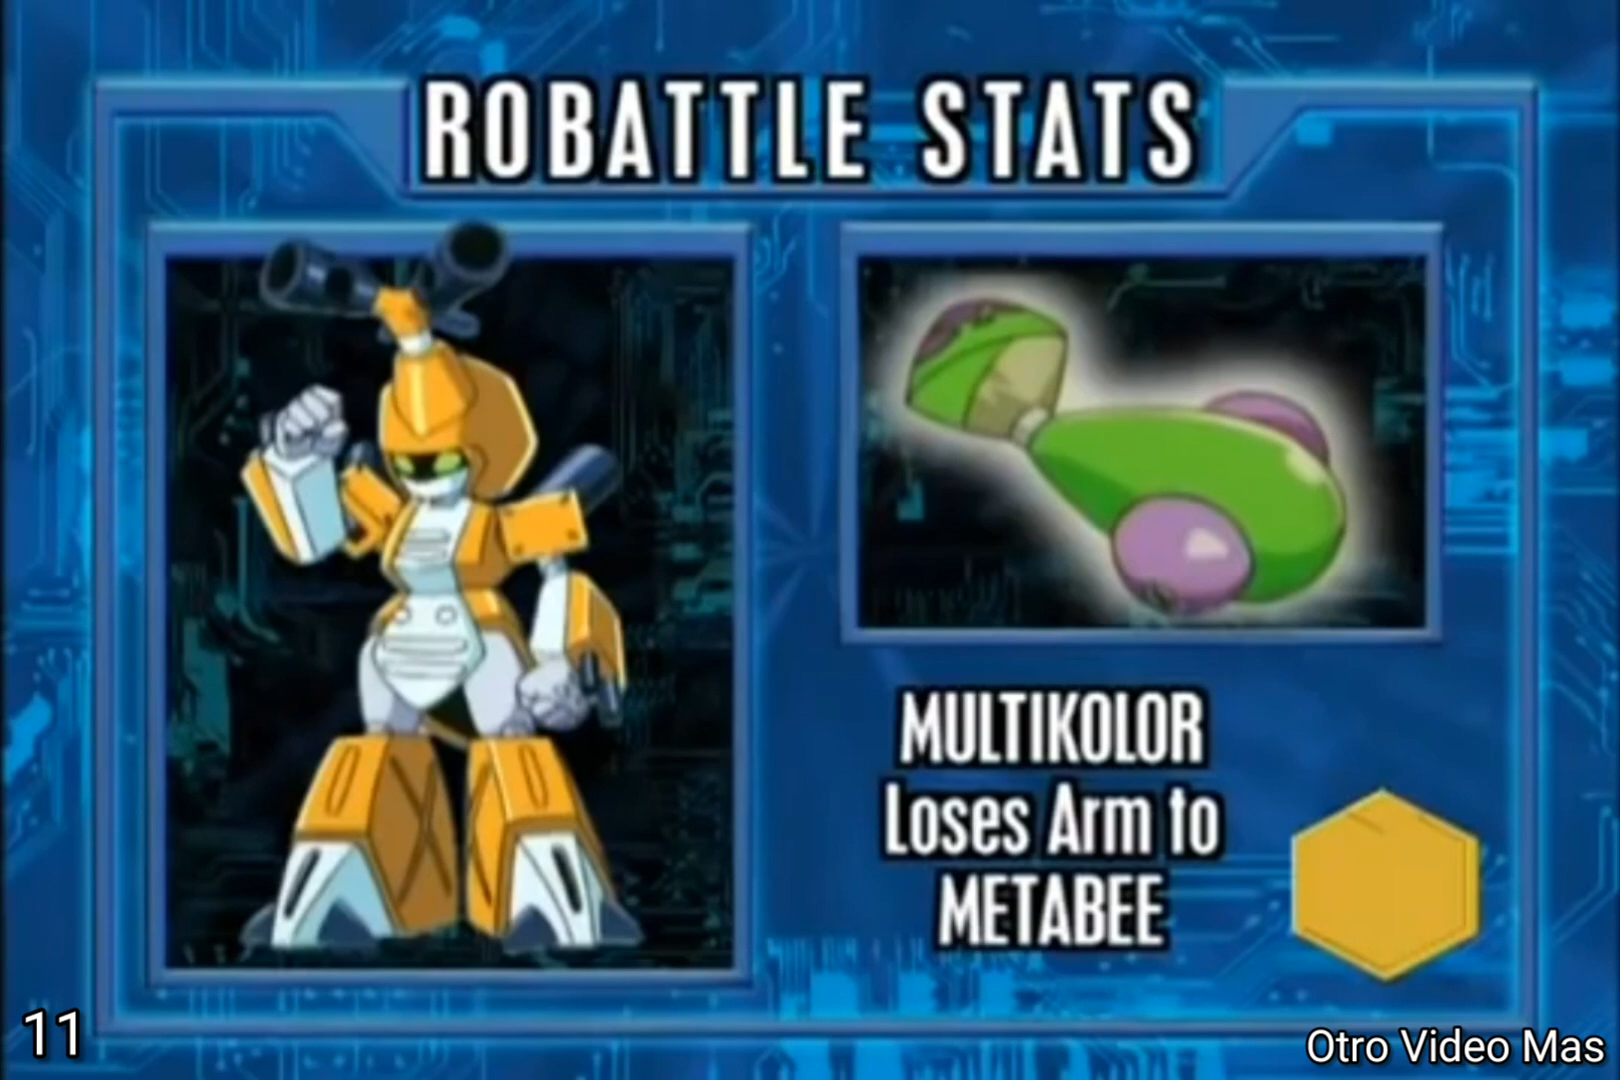 ROBATTLE STATS
MULTIKOLOR
Loses Arm to
METABEE
11
Otro Video Mas